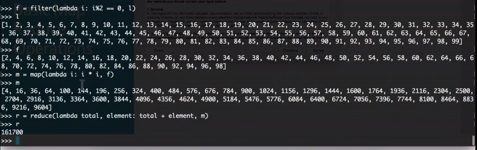 >>> f = filter(lambda i: i%2 == 0, l)
>>> l
[1, 2, 3, 4, 5, 6, 7, 8, 9, 10, 11, 12, 13, 14, 15, 16, 17, 18, 19, 20, 21, 22, 23, 24, 25, 26, 27, 28, 29, 30, 31, 32, 33, 34, 35
, 36, 37, 38, 39, 40, 41, 42, 43, 44, 45, 46, 47, 48, 49, 50, 51, 52, 53, 54, 55, 56, 57, 58, 59, 60, 61, 62, 63, 64, 65, 66, 67,
68, 69, 70, 71, 72, 73, 74, 75, 76, 77, 78, 79, 80, 81, 82, 83, 84, 85, 86, 87, 88, 89, 90, 91, 92, 93, 94, 95, 96, 97, 98, 99]
>>> f
[2, 4, 6, 8, 10, 12, 14, 16, 18, 20, 22, 24, 26, 28, 30, 32, 34, 36, 38, 40, 42, 44, 46, 48, 50, 52, 54, 56, 58, 60, 62, 64, 66, 6
8, 70, 72, 74, 76, 78, 80, 82, 84, 86, 88, 90, 92, 94, 96, 98]
>>> m = map(lambda i: i * i, f)
>>> m
[4, 16, 36, 64, 100, 144, 196, 256, 324, 400, 484, 576, 676, 784, 900, 1024, 1156, 1296, 1444, 1600, 1764, 1936, 2116, 2304, 2500,
2704, 2916, 3136, 3364, 3600, 3844, 4096, 4356, 4624, 4900, 5184, 5476, 5776, 6084, 6400, 6724, 7056, 7396, 7744, 8100, 8464, 883
6, 9216, 9604]
>>> r = reduce(lambda total, element: total + element, m)
>>> r
161700
>>>